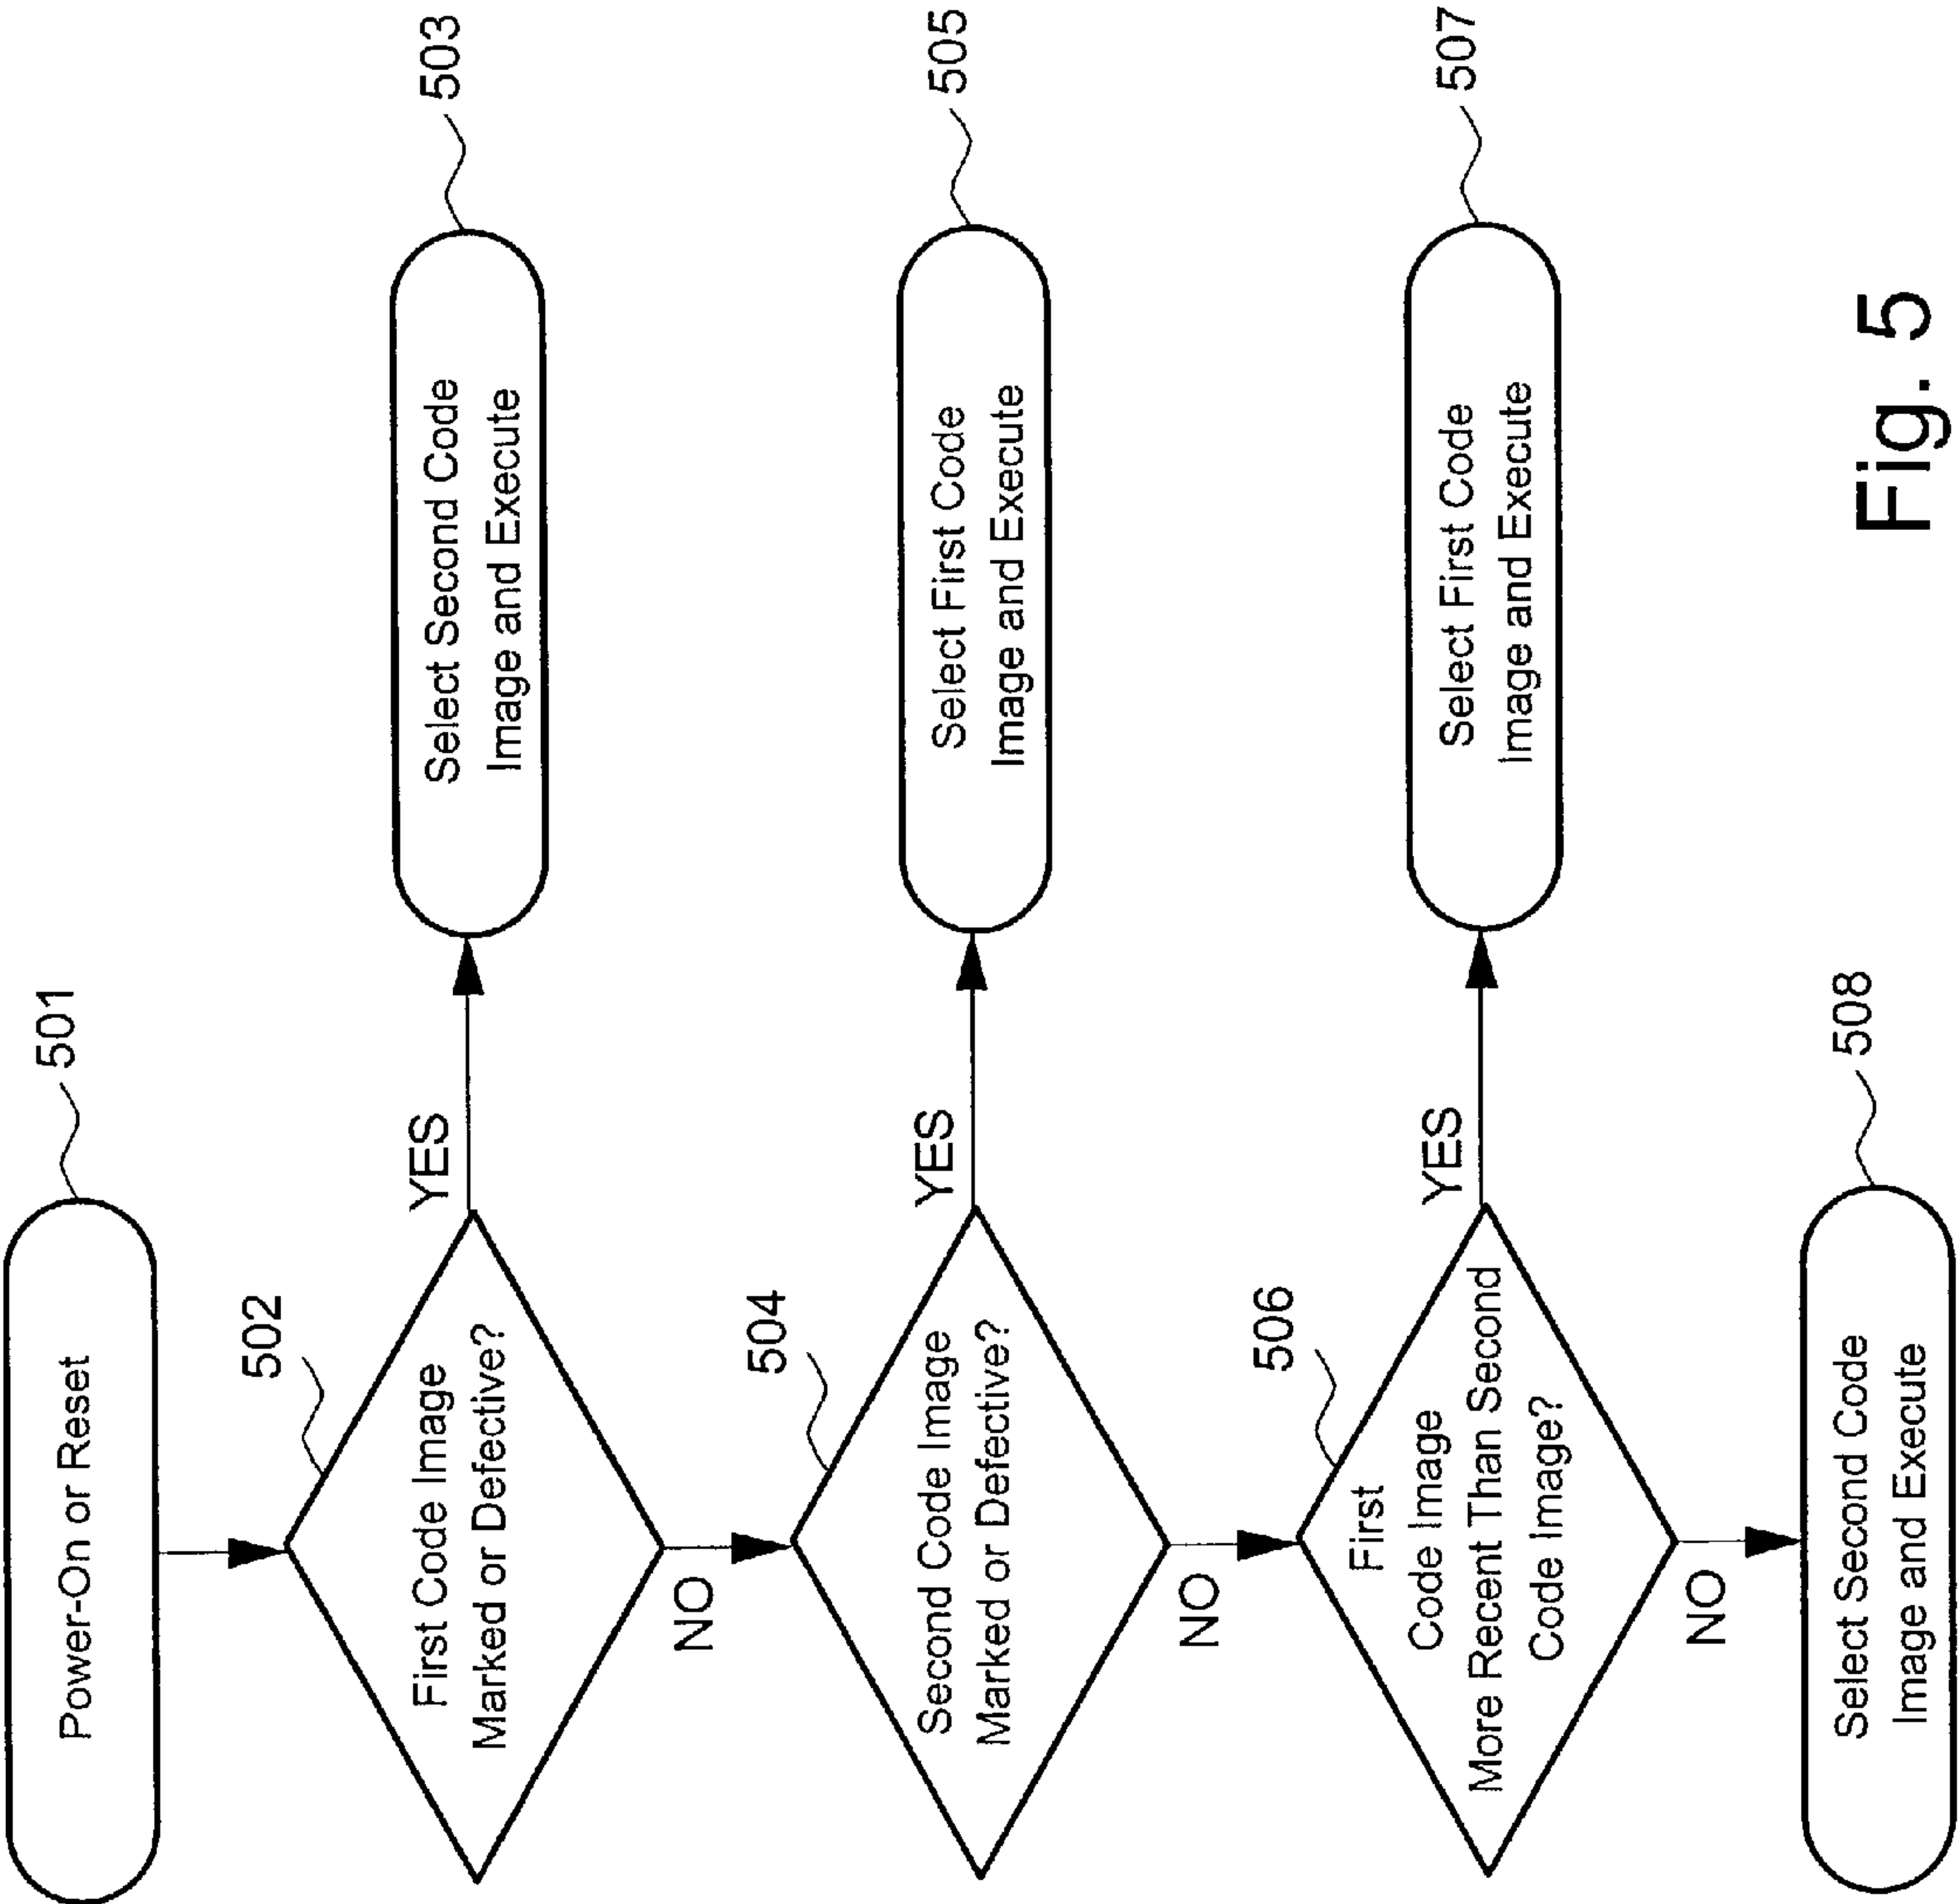 Power-On or Reset
501
502
First Code Image
Marked or Defective?
YES
Select Second Code
Image and Execute
503
NO
504
Second Code Image
Marked or Defective?
YES
Select First Code
Image and Execute
505
NO
506
First
Code Image
More Recent Than Second
Code Image?
YES
Select First Code
Image and Execute
507
NO
Select Second Code
Image and Execute
508
Fig. 5